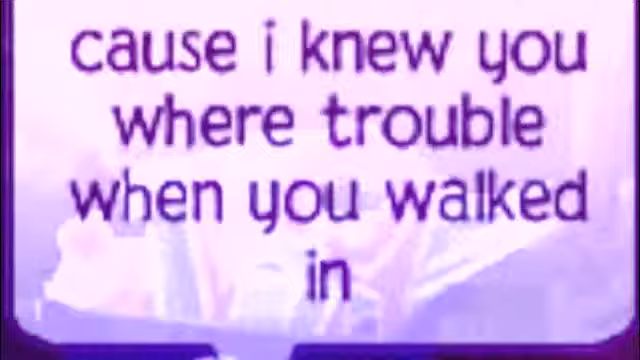 cause i knew you
where trouble
when you walked
in